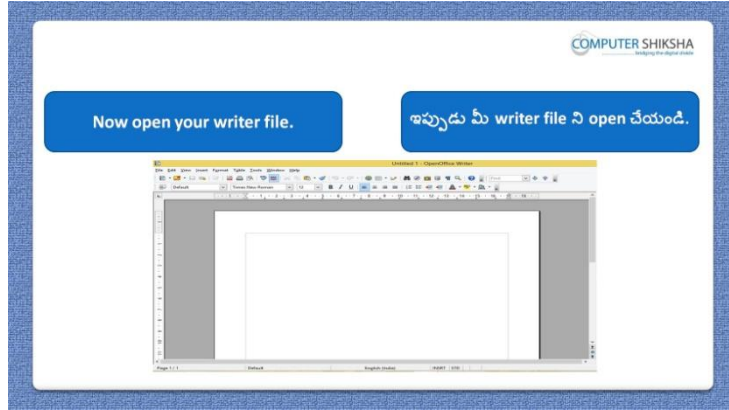 COMPUTER SHIKSHA
bridging the digital divide
Now open your writer file.
ఇప్పుడు మీ writer file ని open చేయండి.
Untitled 1 - OpenOffice Writer
File Edit View Insert Format Table Tools Window Help
Default Times New Roman 12 B I U
Page 1 / 1 Default English (India) INSRT STD